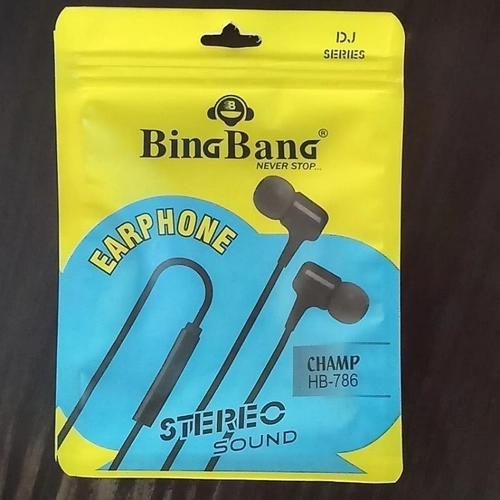 DJ
SERIES
B
BingBang®
NEVER STOP...
EARPHONE
CHAMP
HB-786
STEREO
SOUND